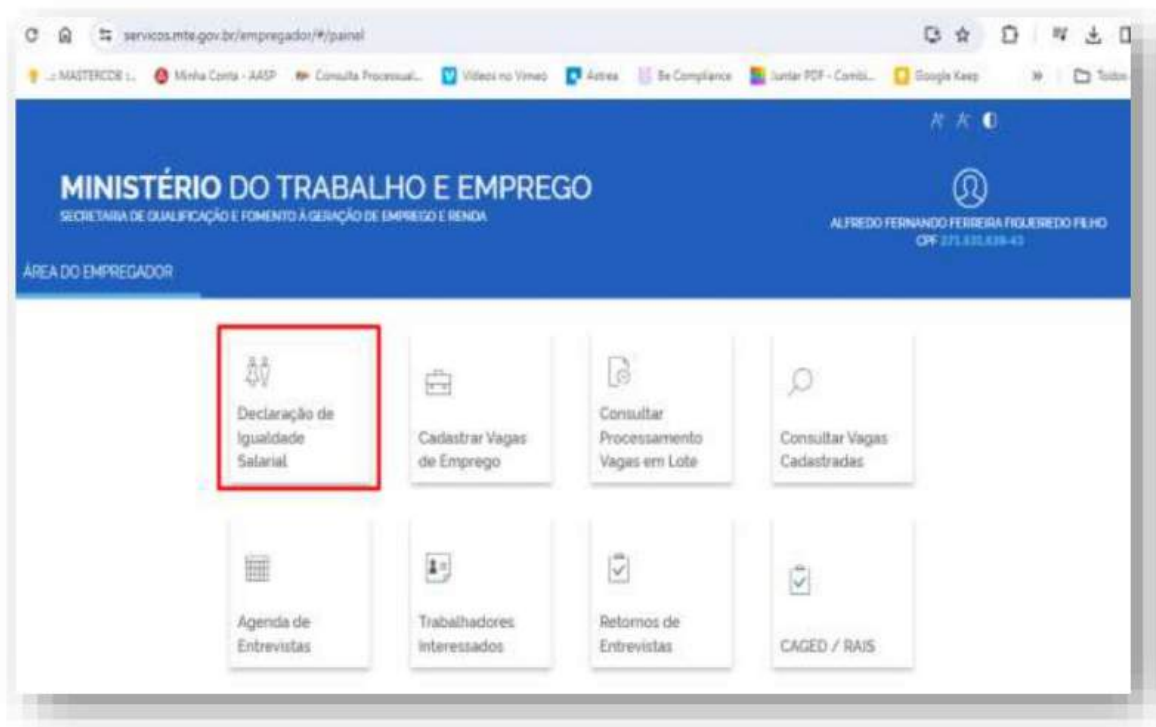 servicos.mte.gov.br/empregador/#/painel
.: MASTERCDB :. Minha Conta - AASP Consulta Processual... Vídeos no Vimeo Astrea Be Compliance Juntar PDF - Combi... Google Keep » Todos
MINISTÉRIO DO TRABALHO E EMPREGO
SECRETARIA DE QUALIFICAÇÃO E FOMENTO À GERAÇÃO DE EMPREGO E RENDA
ALFREDO FERNANDO FERREIRA FIGUEIREDO FILHO
CPF
ÁREA DO EMPREGADOR
Declaração de
Igualdade
Salarial
Cadastrar Vagas
de Emprego
Consultar
Processamento
Vagas em Lote
Consultar Vagas
Cadastradas
Agenda de
Entrevistas
Trabalhadores
Interessados
Retornos de
Entrevistas
CAGED / RAIS